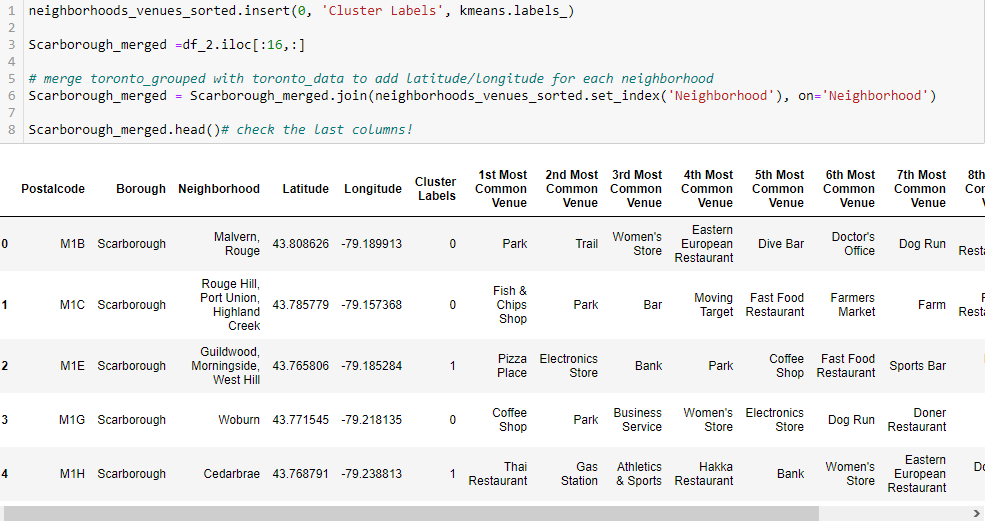 1 neighborhoods_venues_sorted.insert(0, 'Cluster Labels', kmeans.labels_)
2
3 Scarborough_merged =df_2.iloc[:16,:]
4
5 # merge toronto_grouped with toronto_data to add latitude/longitude for each neighborhood
6 Scarborough_merged = Scarborough_merged.join(neighborhoods_venues_sorted.set_index('Neighborhood'), on='Neighborhood')
7
8 Scarborough_merged.head()# check the last columns!
Postalcode Borough Neighborhood Latitude Longitude Cluster Labels 1st Most Common Venue 2nd Most Common Venue 3rd Most Common Venue 4th Most Common Venue 5th Most Common Venue 6th Most Common Venue 7th Most Common Venue 8th
0 M1B Scarborough Malvern, Rouge 43.808626 -79.189913 0 Park Trail Women's Store Eastern European Restaurant Dive Bar Doctor's Office Dog Run
1 M1C Scarborough Rouge Hill, Port Union, Highland Creek 43.785779 -79.157368 0 Fish & Chips Shop Park Bar Moving Target Fast Food Restaurant Farmers Market Farm
2 M1E Scarborough Guildwood, Morningside, West Hill 43.765806 -79.185284 1 Pizza Place Electronics Store Bank Park Coffee Shop Fast Food Restaurant Sports Bar
3 M1G Scarborough Woburn 43.771545 -79.218135 0 Coffee Shop Park Business Service Women's Store Electronics Store Dog Run Doner Restaurant
4 M1H Scarborough Cedarbrae 43.768791 -79.238813 1 Thai Restaurant Gas Station Athletics & Sports Hakka Restaurant Bank Women's Store Eastern European Restaurant